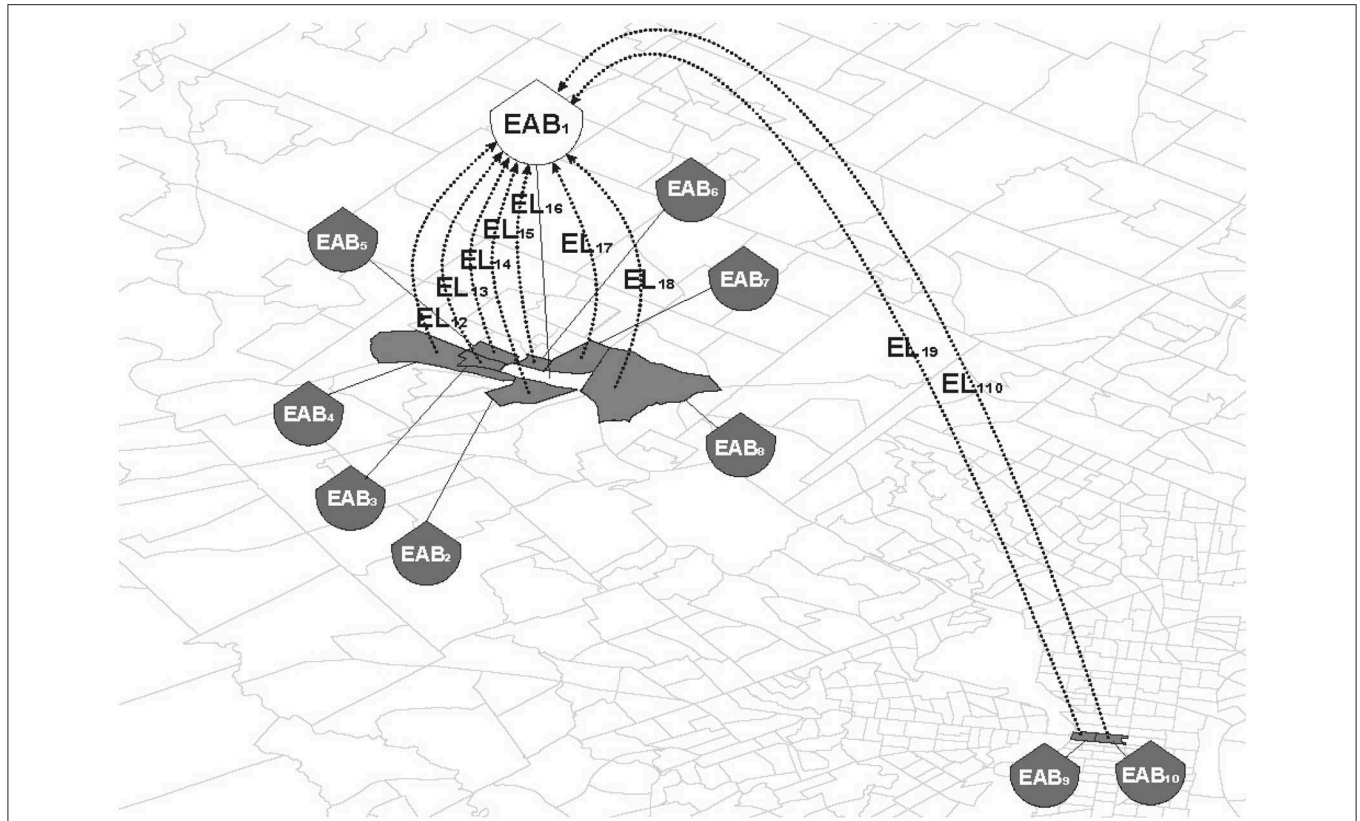 EAB₁
EAB₆
EL₁₆
EL₁₅
EAB₅
EL₁₇
EL₁₄
EL₁₈
EAB₇
EL₁₃
EL₁₂
EL₁₉
EL₁₁₀
EAB₄
EAB₈
EAB₃
EAB₂
EAB₉
EAB₁₀